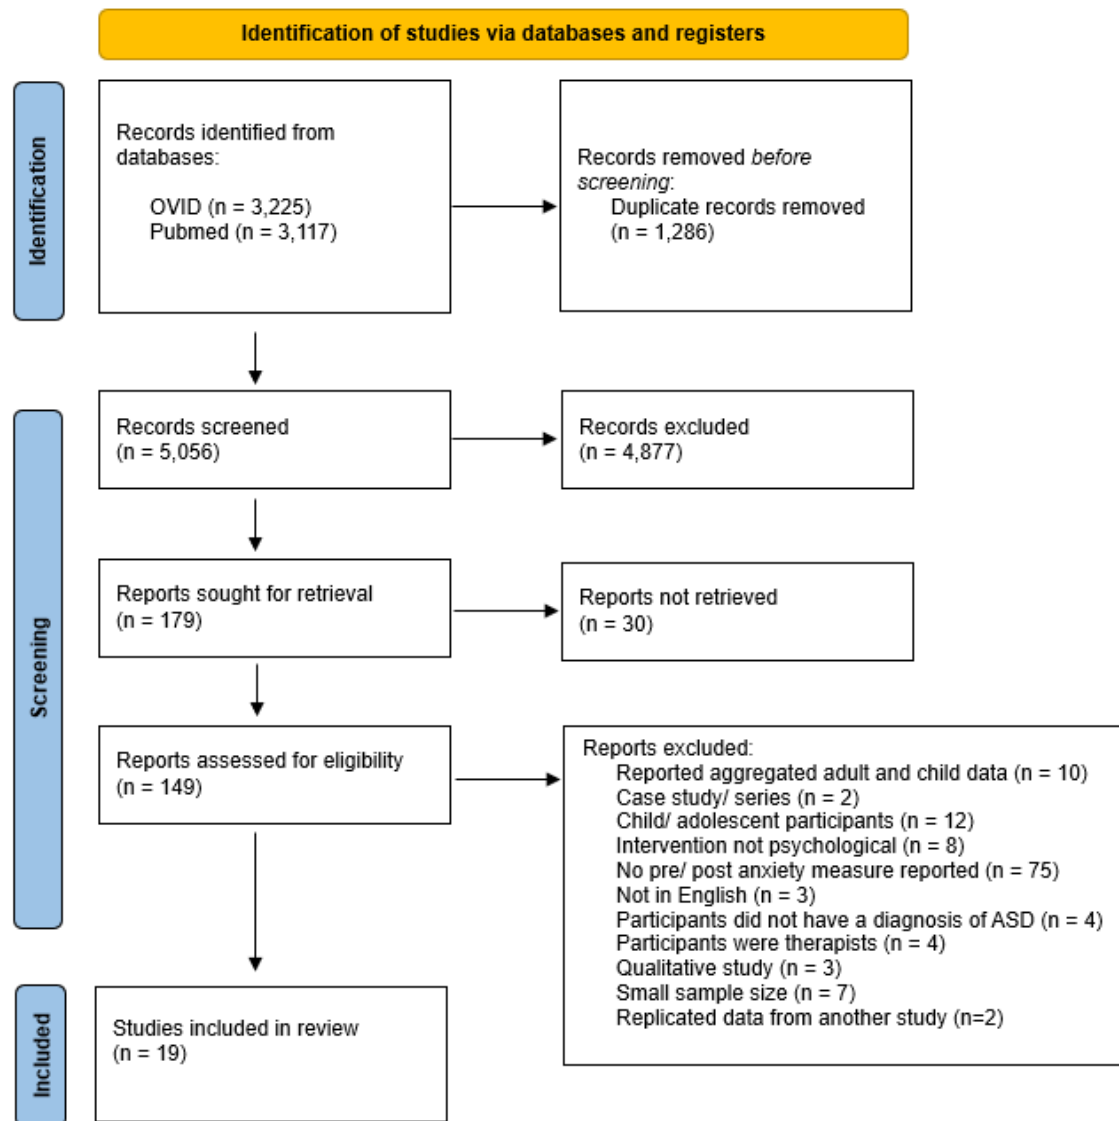 Identification of studies via databases and registers
Identification
Records identified from
databases:
OVID (n = 3,225)
Pubmed (n = 3,117)
Records removed before
screening:
Duplicate records removed
(n = 1,286)
Screening
Records screened
(n = 5,056)
Records excluded
(n = 4,877)
Reports sought for retrieval
(n = 179)
Reports not retrieved
(n = 30)
Reports assessed for eligibility
(n = 149)
Reports excluded:
Reported aggregated adult and child data (n = 10)
Case study/ series (n = 2)
Child/ adolescent participants (n = 12)
Intervention not psychological (n = 8)
No pre/ post anxiety measure reported (n = 75)
Not in English (n = 3)
Participants did not have a diagnosis of ASD (n = 4)
Participants were therapists (n = 4)
Qualitative study (n = 3)
Small sample size (n = 7)
Replicated data from another study (n=2)
Included
Studies included in review
(n = 19)